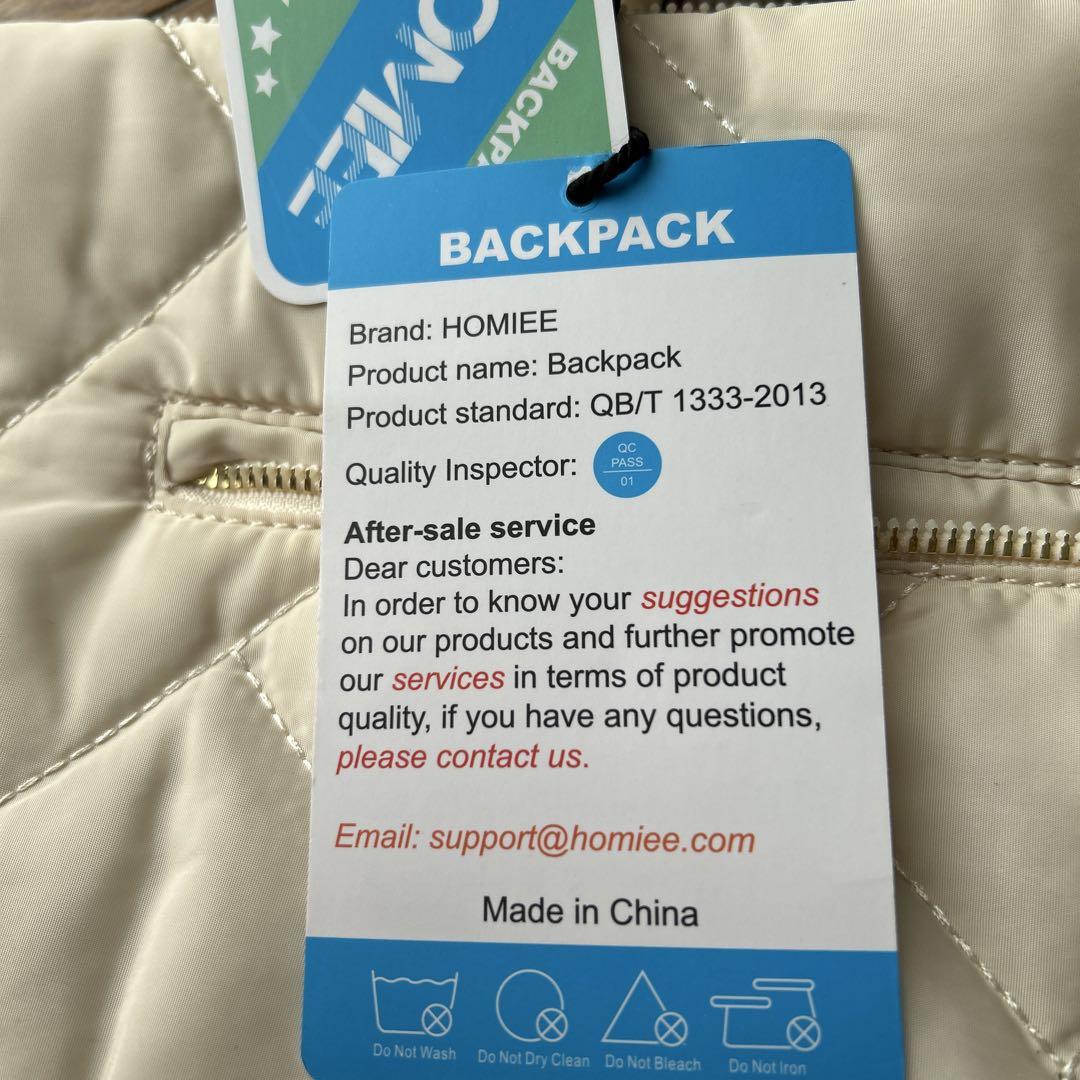 BACKPACK
Brand: HOMIEE
Product name: Backpack
Product standard: QB/T 1333-2013
Quality Inspector:
QC
PASS
01
After-sale service
Dear customers:
In order to know your suggestions
on our products and further promote
our services in terms of product
quality, if you have any questions,
please contact us.
Email: support@homiee.com
Made in China
Do Not Wash
Do Not Dry Clean
Do Not Bleach
Do Not Iron